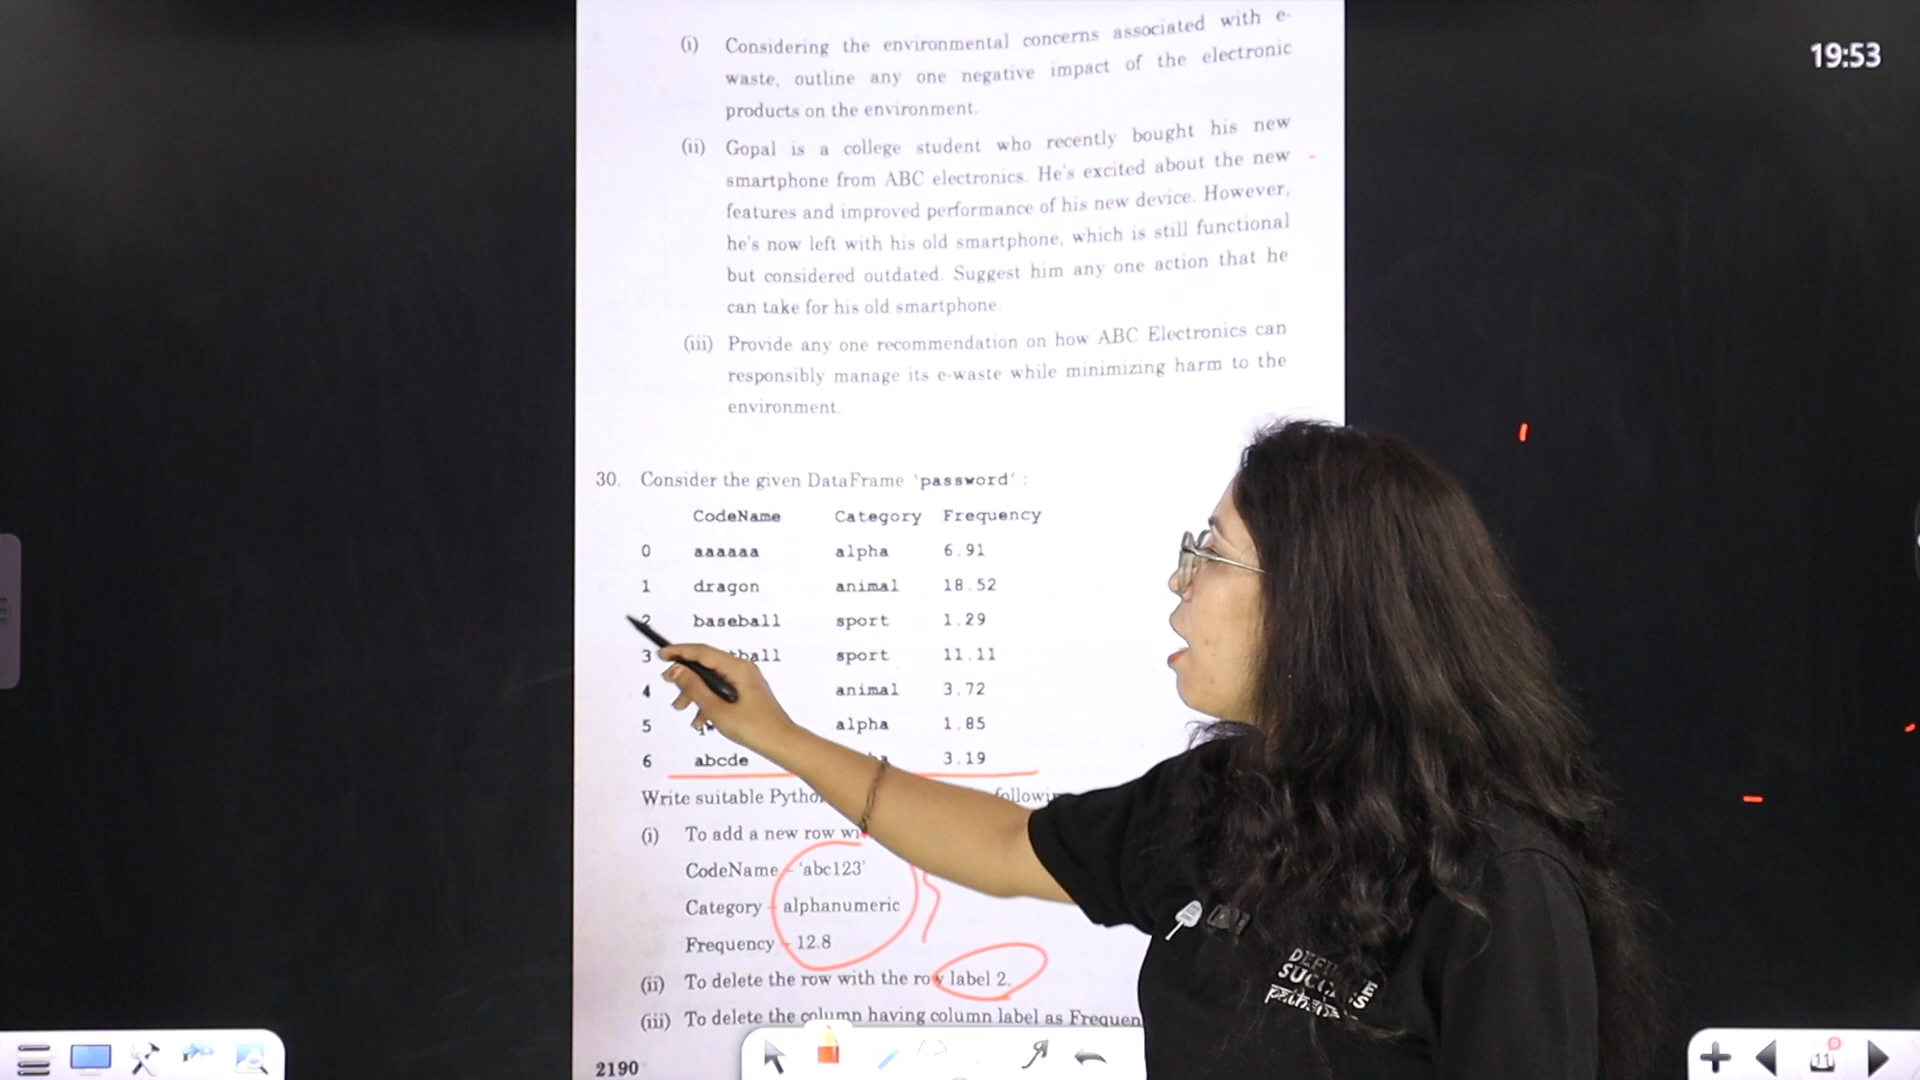 19:53
(i) Considering the environmental concerns associated with e-
waste, outline any one negative impact of the electronic
products on the environment.
(ii) Gopal is a college student who recently bought his new
smartphone from ABC electronics. He's excited about the new
features and improved performance of his new device. However,
he's now left with his old smartphone, which is still functional
but considered outdated. Suggest him any one action that he
can take for his old smartphone.
(iii) Provide any one recommendation on how ABC Electronics can
responsibly manage its e-waste while minimizing harm to the
environment.
30. Consider the given DataFrame 'password' :
CodeName Category Frequency
0 aaaaaa alpha 6.91
1 dragon animal 18.52
2 baseball sport 1.29
3 sport 11.11
4 animal 3.72
5 alpha 1.85
6 abcde 3.19
Write suitable
(i) To add a new row
CodeName - 'abc123'
Category - alphanumeric
Frequency - 12.8
(ii) To delete the row with the row label 2.
(iii) To delete the column having column label as
2190
11